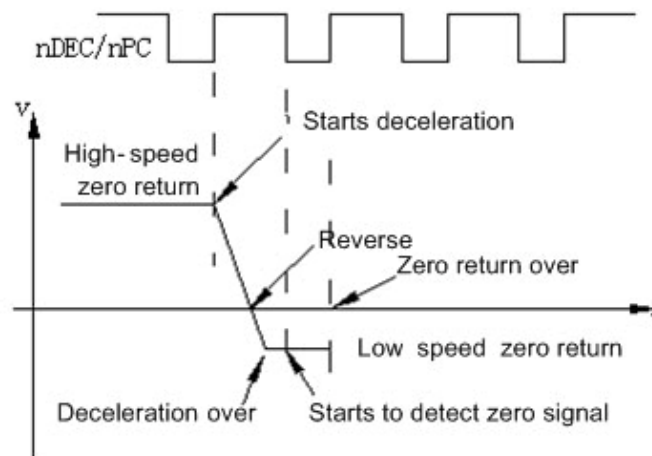 nDEC/nPC
v
Starts deceleration
High-speed
zero return
Reverse
Zero return over
Low speed zero return
Deceleration over
Starts to detect zero signal